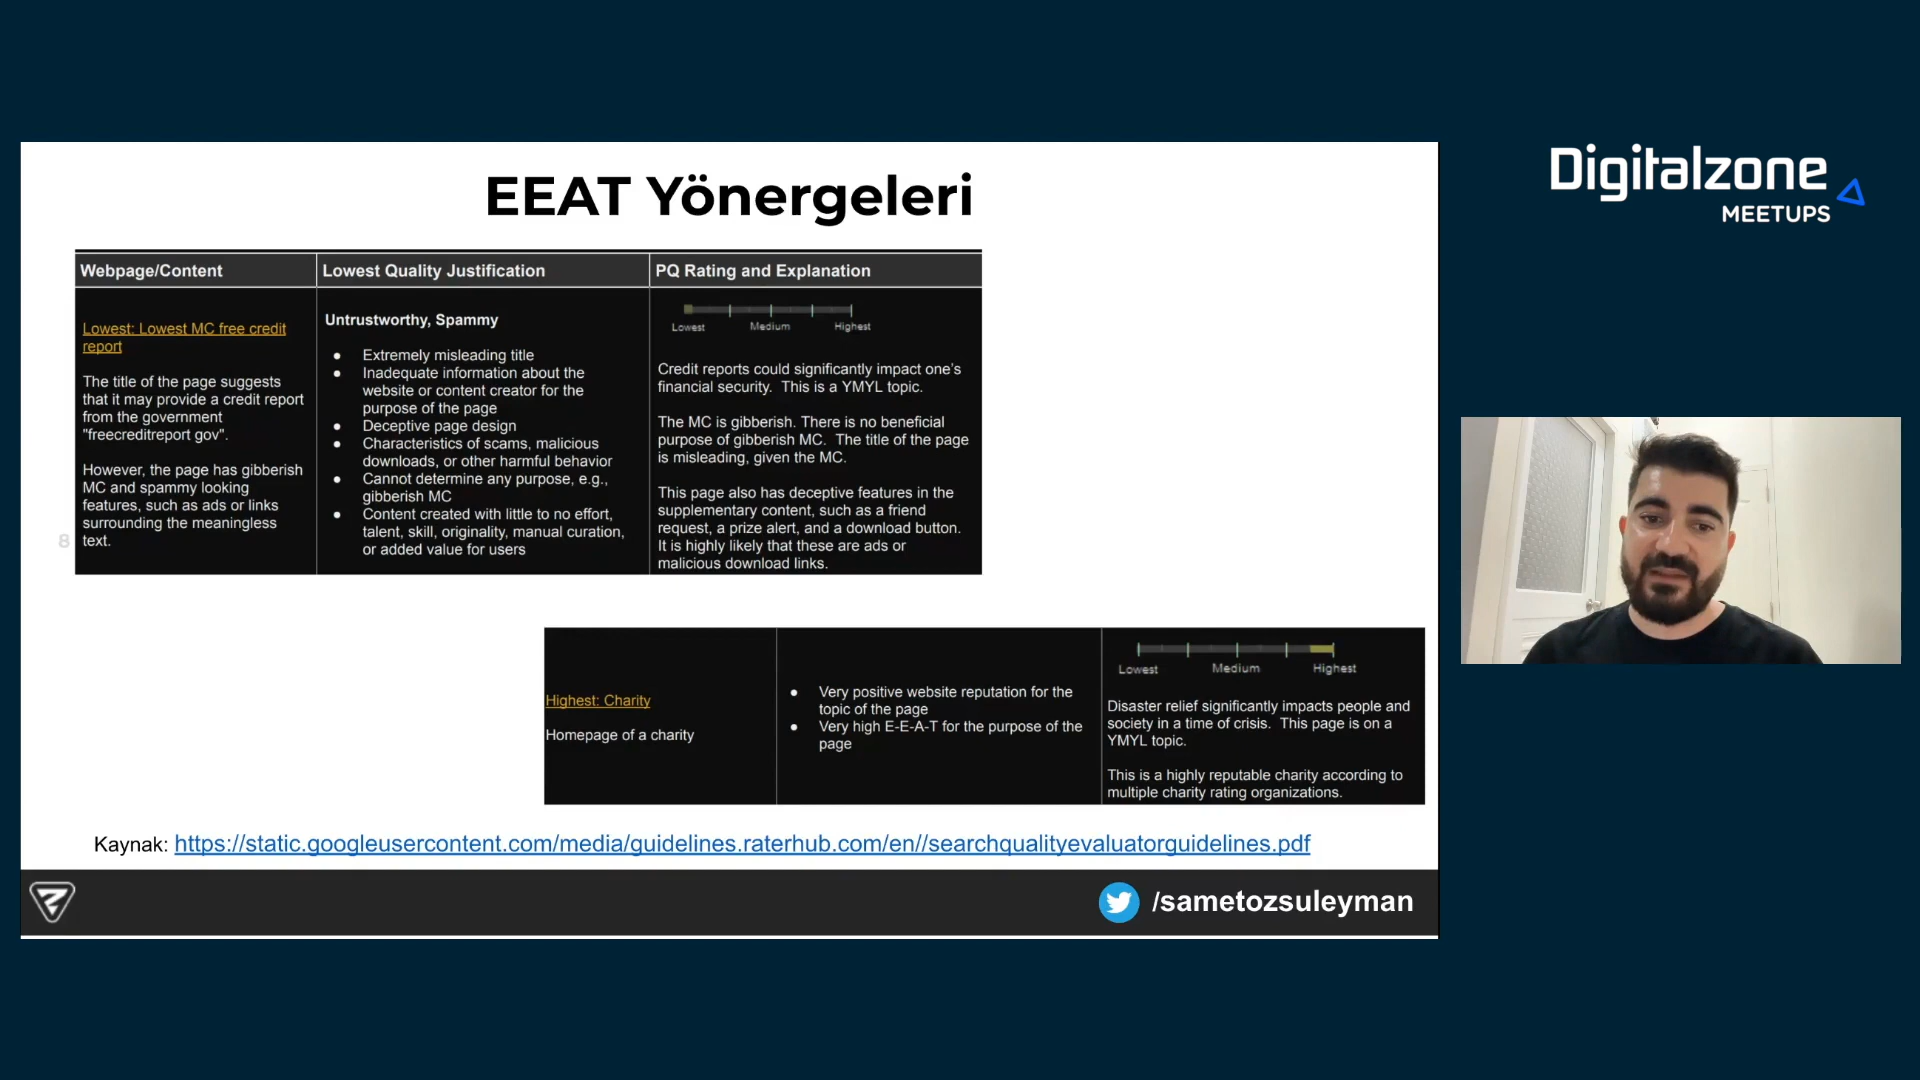 EEAT Yönergeleri
Webpage/Content
Lowest Quality Justification
PQ Rating and Explanation
Lowest: Lowest MC free credit
report
The title of the page suggests
that it may provide a credit report
from the government
"freecreditreport gov".
However, the page has gibberish
MC and spammy looking
features, such as ads or links
surrounding the meaningless
text.
8
Untrustworthy, Spammy
● Extremely misleading title
● Inadequate information about the
website or content creator for the
purpose of the page
● Deceptive page design
● Characteristics of scams, malicious
downloads, or other harmful behavior
● Cannot determine any purpose, e.g.,
gibberish MC
● Content created with little to no effort,
talent, skill, originality, manual curation,
or added value for users
Lowest Medium Highest
Credit reports could significantly impact one's
financial security. This is a YMYL topic.
The MC is gibberish. There is no beneficial
purpose of gibberish MC. The title of the page
is misleading, given the MC.
This page also has deceptive features in the
supplementary content, such as a friend
request, a prize alert, and a download button.
It is highly likely that these are ads or
malicious download links.
Highest: Charity
Homepage of a charity
● Very positive website reputation for the
topic of the page
● Very high E-E-A-T for the purpose of the
page
Lowest Medium Highest
Disaster relief significantly impacts people and
society in a time of crisis. This page is on a
YMYL topic.
This is a highly reputable charity according to
multiple charity rating organizations.
Kaynak: https://static.googleusercontent.com/media/guidelines.raterhub.com/en//searchqualityevaluatorguidelines.pdf
/sametozsuleyman
Digitalzone
MEETUPS